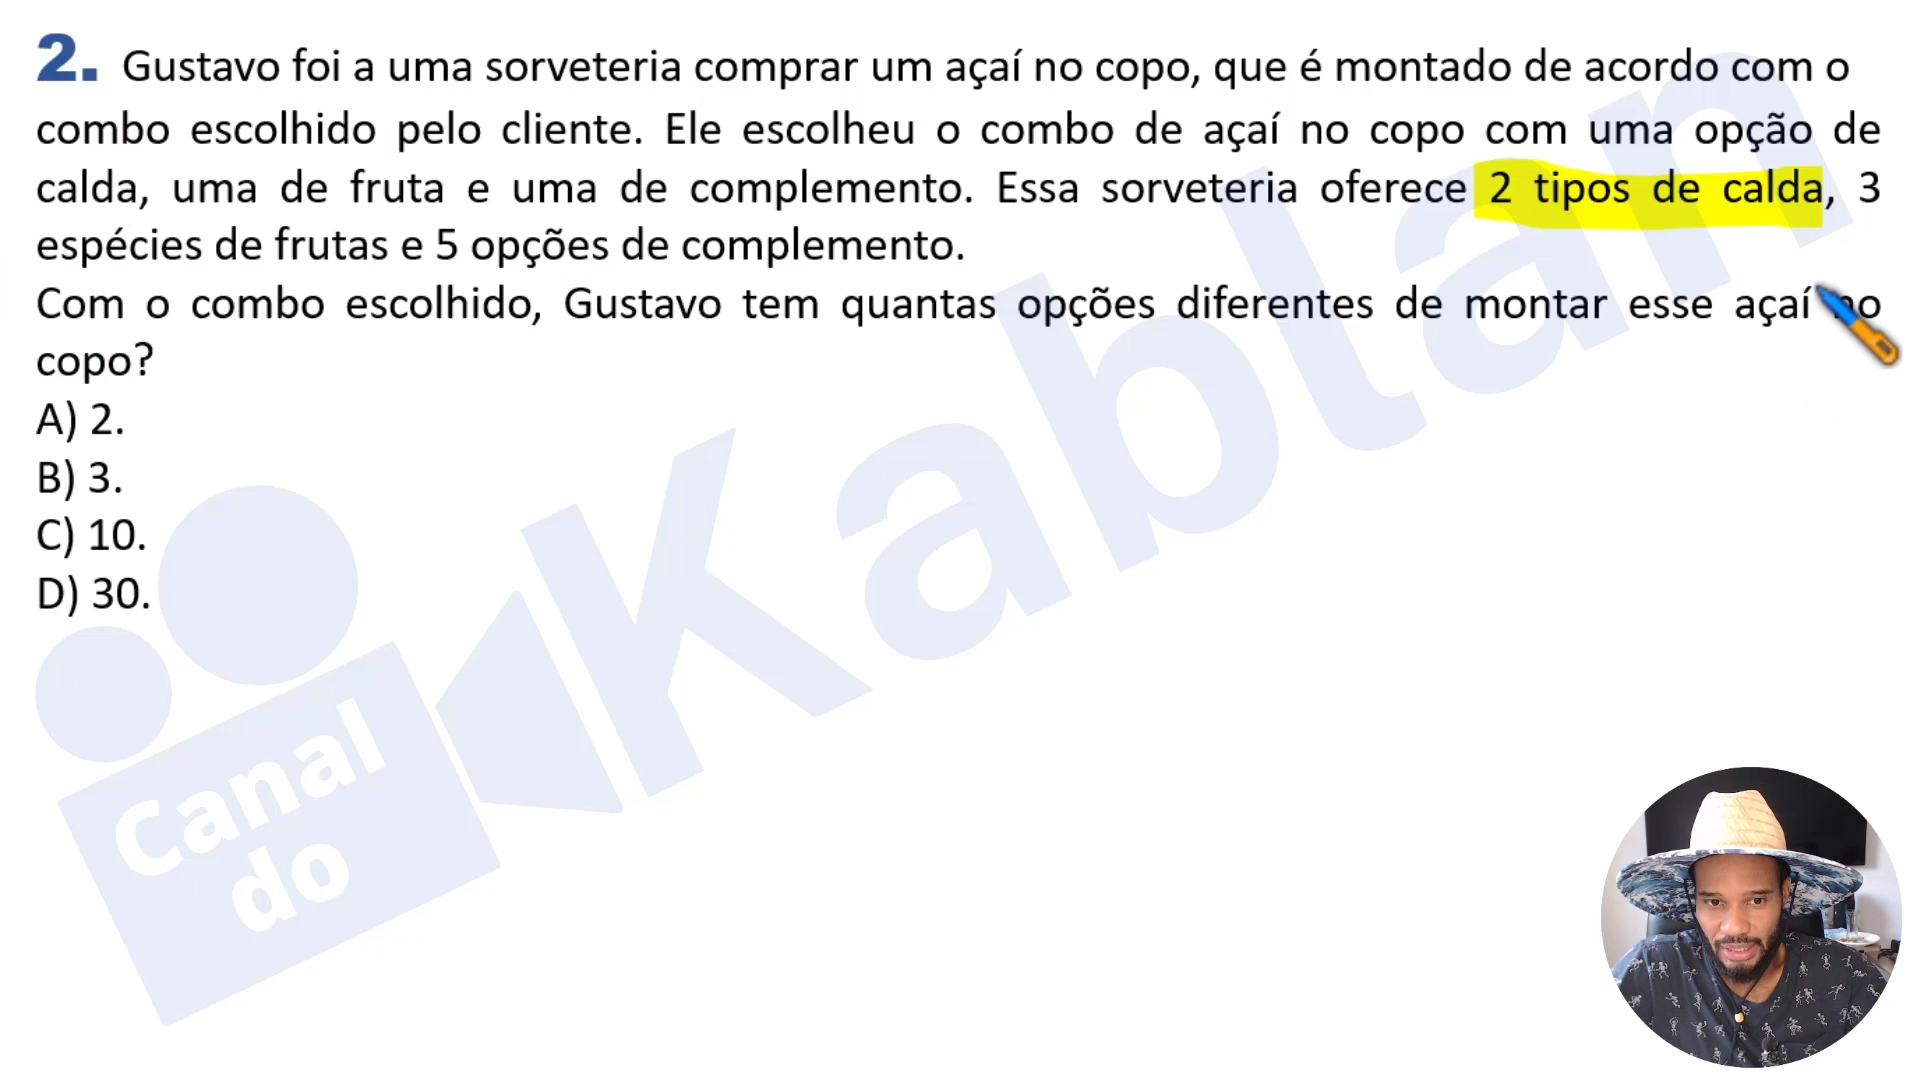 2. Gustavo foi a uma sorveteria comprar um açaí no copo, que é montado de acordo com o
combo escolhido pelo cliente. Ele escolheu o combo de açaí no copo com uma opção de
calda, uma de fruta e uma de complemento. Essa sorveteria oferece 2 tipos de calda, 3
espécies de frutas e 5 opções de complemento.
Com o combo escolhido, Gustavo tem quantas opções diferentes de montar esse açaí no
copo?
A) 2.
B) 3.
C) 10.
D) 30.
Canal
do
Kablan